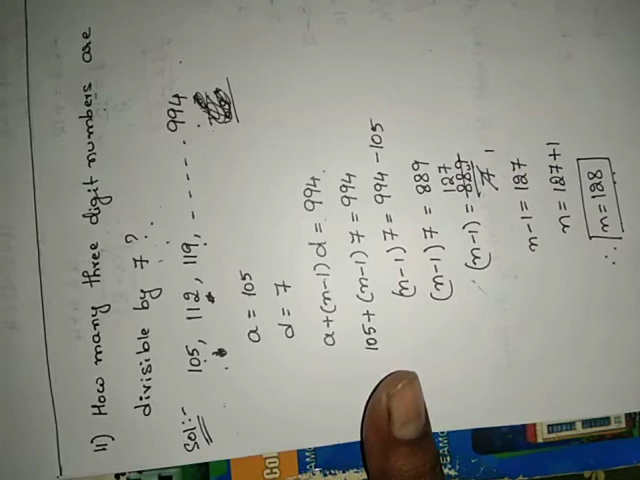 11) How many three digit numbers are
divisible by 7?
Sol:- 105, 112, 119, - - - - - . 994.
a = 105
d = 7
a+(n-1)d = 994.
105+(n-1)7 = 994
(n-1)7 = 994-105
(n-1)7 = 889
127
(n-1) = 889/7 1
n-1 = 127
n = 127+1
∴ n=128